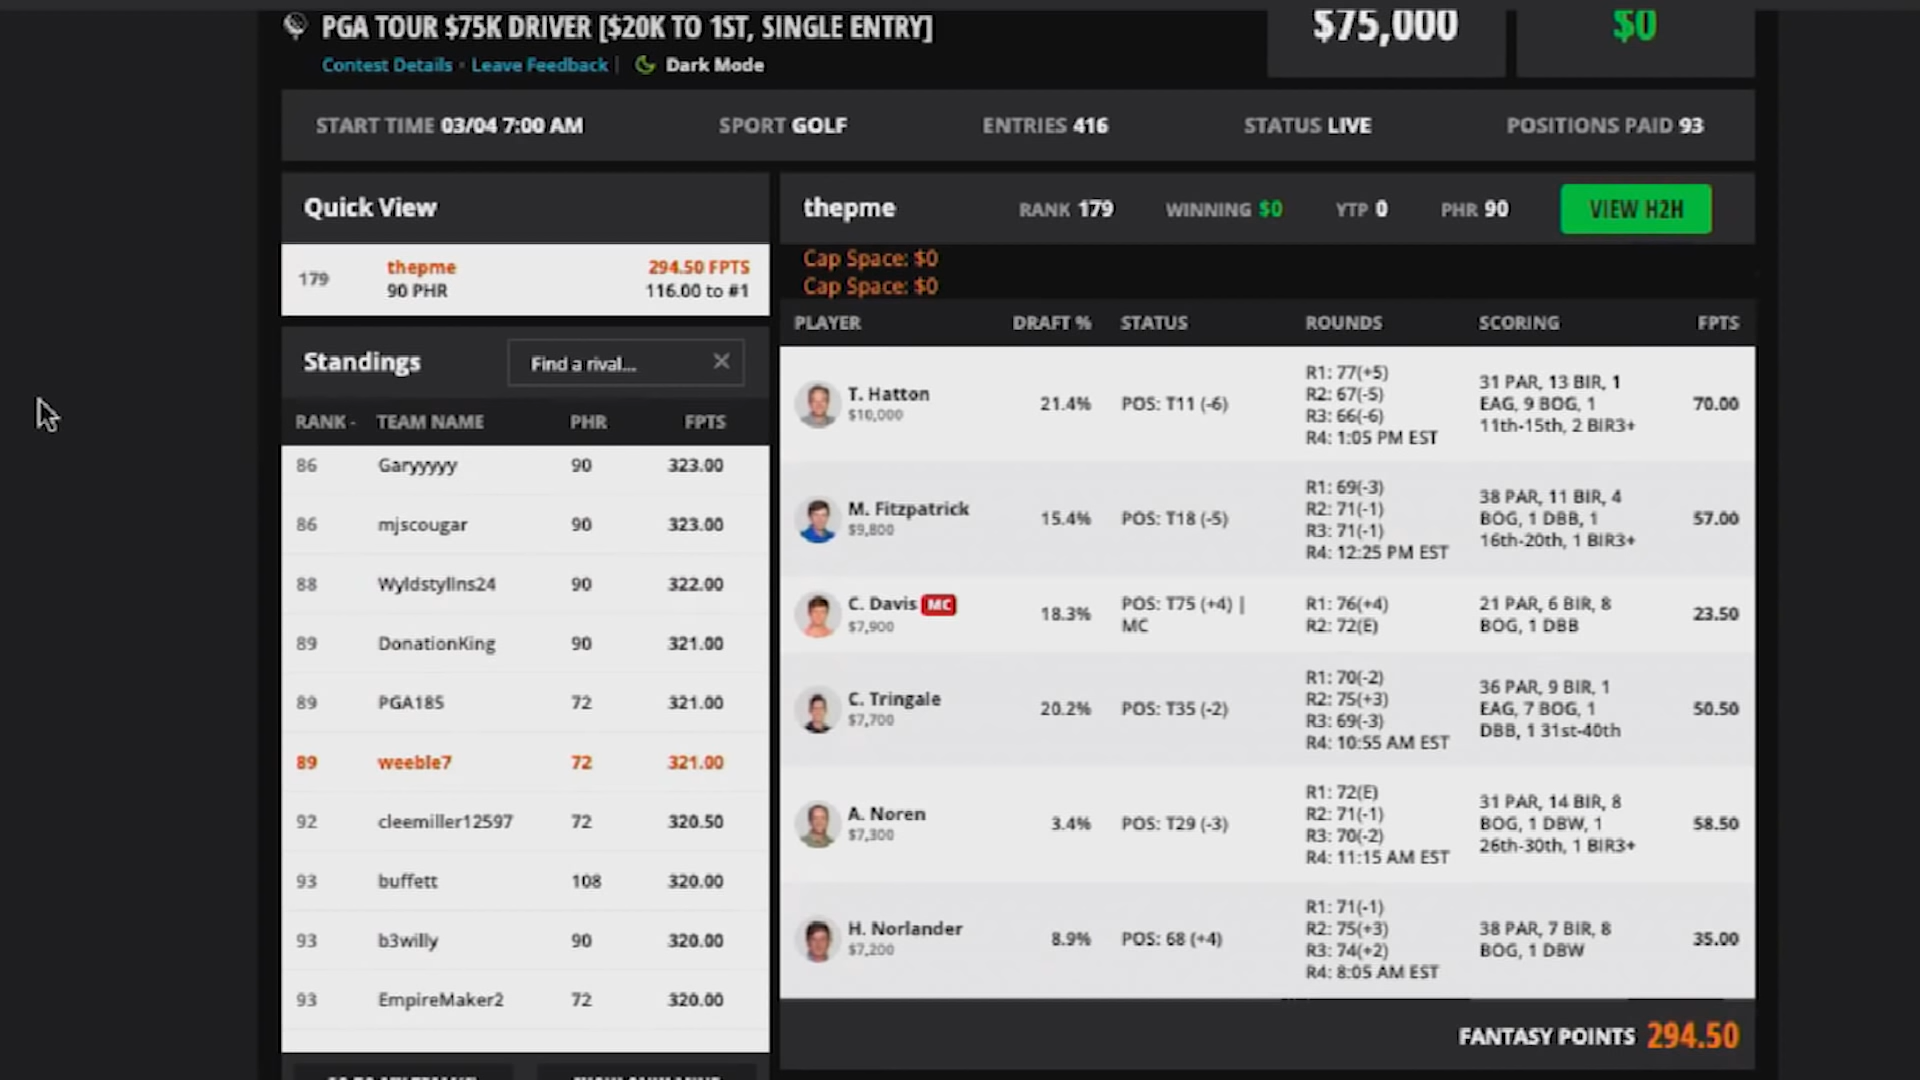 PGA TOUR $75K DRIVER [$20K TO 1ST, SINGLE ENTRY]
$75,000
$0
Contest Details · Leave Feedback | Dark Mode
START TIME 03/04 7:00 AM
SPORT GOLF
ENTRIES 416
STATUS LIVE
POSITIONS PAID 93
Quick View
179
thepme
294.50 FPTS
90 PHR
116.00 to #1
Standings
Find a rival...
RANK - TEAM NAME PHR FPTS
86 Garyyyyy 90 323.00
86 mjscougar 90 323.00
88 Wyldstyllns24 90 322.00
89 DonationKing 90 321.00
89 PGA185 72 321.00
89 weeble7 72 321.00
92 cleemiller12597 72 320.50
93 buffett 108 320.00
93 b3willy 90 320.00
93 EmpireMaker2 72 320.00
thepme
RANK 179
WINNING $0
YTP 0
PHR 90
VIEW H2H
Cap Space: $0
Cap Space: $0
PLAYER DRAFT % STATUS ROUNDS SCORING FPTS
T. Hatton
$10,000
21.4%
POS: T11 (-6)
R1: 77(+5)
R2: 67(-5)
R3: 66(-6)
R4: 1:05 PM EST
31 PAR, 13 BIR, 1
EAG, 9 BOG, 1
11th-15th, 2 BIR3+
70.00
M. Fitzpatrick
$9,800
15.4%
POS: T18 (-5)
R1: 69(-3)
R2: 71(-1)
R3: 71(-1)
R4: 12:25 PM EST
38 PAR, 11 BIR, 4
BOG, 1 DBB, 1
16th-20th, 1 BIR3+
57.00
C. Davis MC
$7,900
18.3%
POS: T75 (+4) |
MC
R1: 76(+4)
R2: 72(E)
21 PAR, 6 BIR, 8
BOG, 1 DBB
23.50
C. Tringale
$7,700
20.2%
POS: T35 (-2)
R1: 70(-2)
R2: 75(+3)
R3: 69(-3)
R4: 10:55 AM EST
36 PAR, 9 BIR, 1
EAG, 7 BOG, 1
DBB, 1 31st-40th
50.50
A. Noren
$7,300
3.4%
POS: T29 (-3)
R1: 72(E)
R2: 71(-1)
R3: 70(-2)
R4: 11:15 AM EST
31 PAR, 14 BIR, 8
BOG, 1 DBW, 1
26th-30th, 1 BIR3+
58.50
H. Norlander
$7,200
8.9%
POS: 68 (+4)
R1: 71(-1)
R2: 75(+3)
R3: 74(+2)
R4: 8:05 AM EST
38 PAR, 7 BIR, 8
BOG, 1 DBW
35.00
FANTASY POINTS 294.50